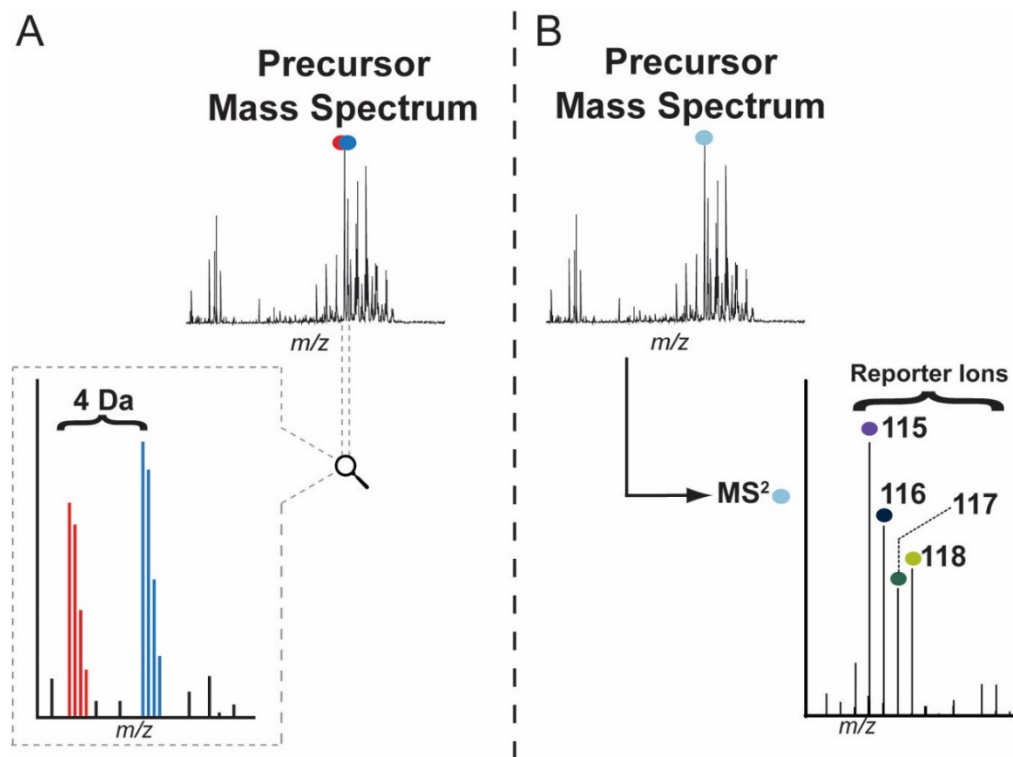 A
Precursor
Mass Spectrum
m/z
4 Da
m/z
B
Precursor
Mass Spectrum
m/z
Reporter Ions
115
116
117
118
MS²
m/z